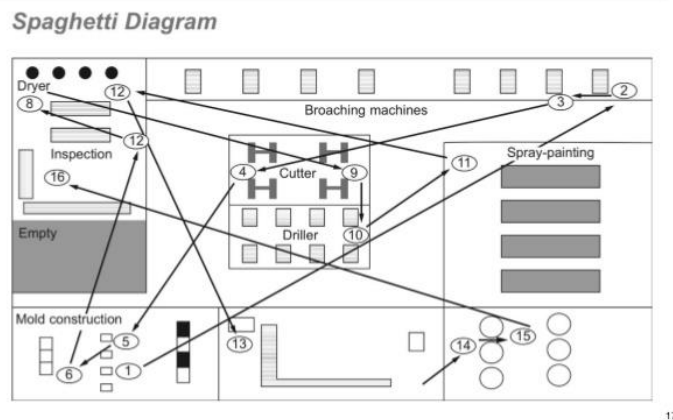 Spaghetti Diagram
Dryer
12
2
8
3
Broaching machines
12
Inspection
11
Spray-painting
4
Cutter
9
16
Empty
Driller
10
Mold construction
5
13
14
15
6
1